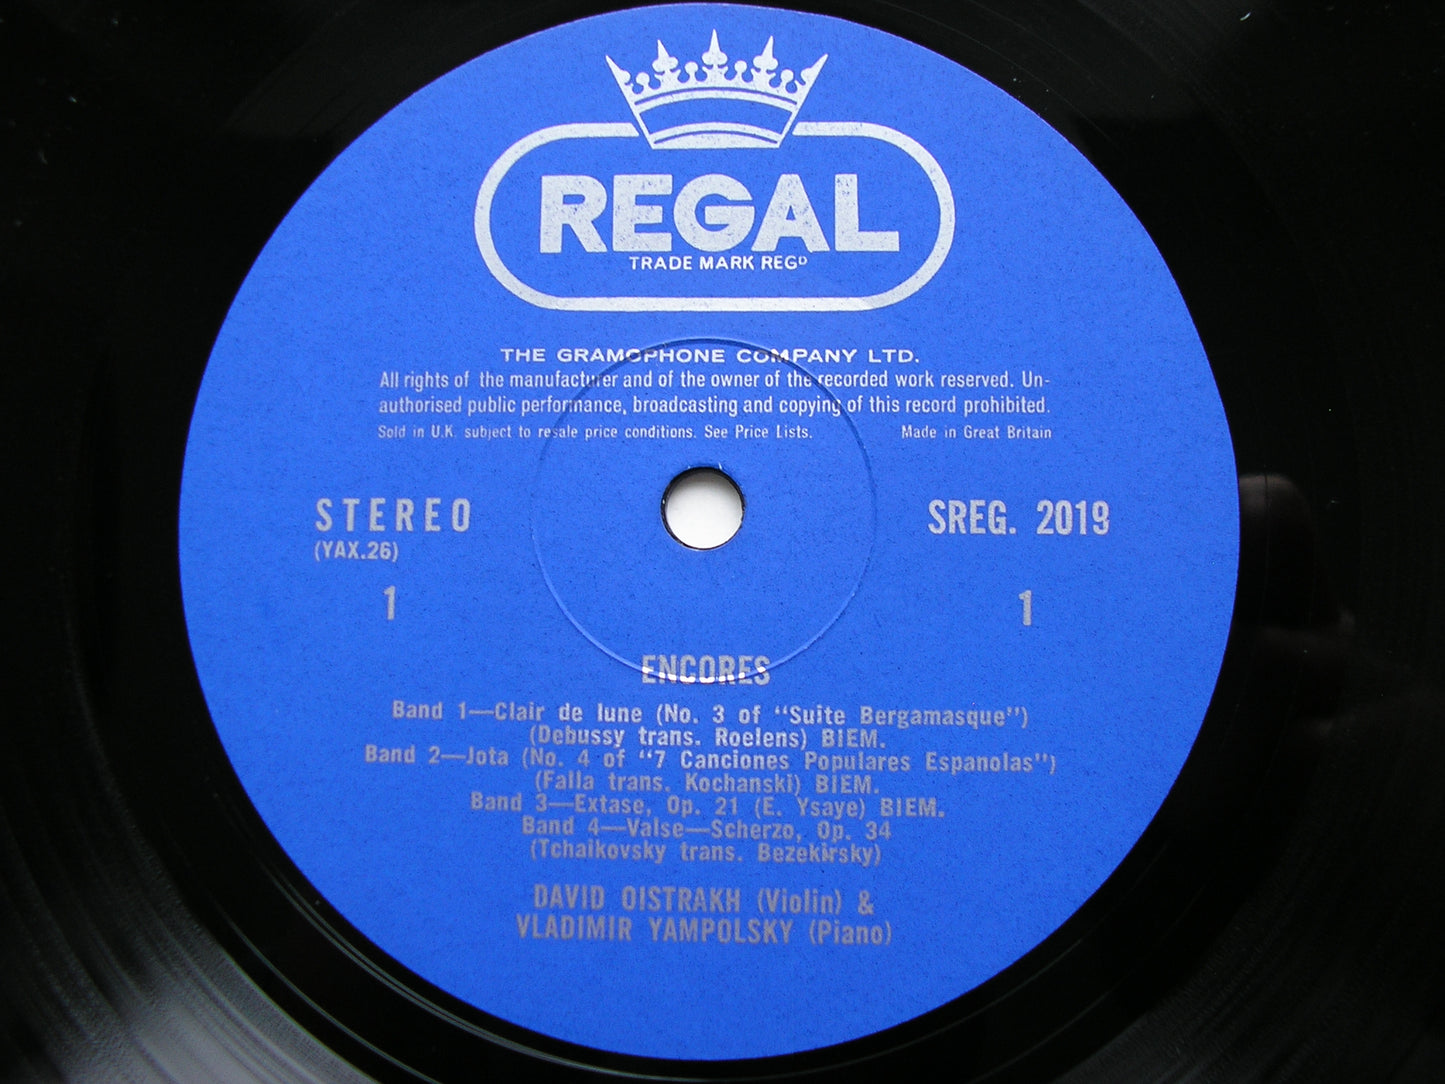 REGAL
TRADE MARK REGD
THE GRAMOPHONE COMPANY LTD.
All rights of the manufacturer and of the owner of the recorded work reserved. Un-
authorised public performance, broadcasting and copying of this record prohibited.
Sold in U.K. subject to resale price conditions. See Price Lists. Made in Great Britain
STEREO SREG. 2019
(YAX.26)
1 1
ENCORES
Band 1—Clair de lune (No. 3 of "Suite Bergamasque")
(Debussy trans. Roelens) BIEM.
Band 2—Jota (No. 4 of "7 Canciones Populares Espanolas")
(Falla trans. Kochanski) BIEM.
Band 3—Extase, Op. 21 (E. Ysaye) BIEM.
Band 4—Valse—Scherzo, Op. 34
(Tchaikovsky trans. Bezekirsky)
DAVID OISTRAKH (Violin) &
VLADIMIR YAMPOLSKY (Piano)